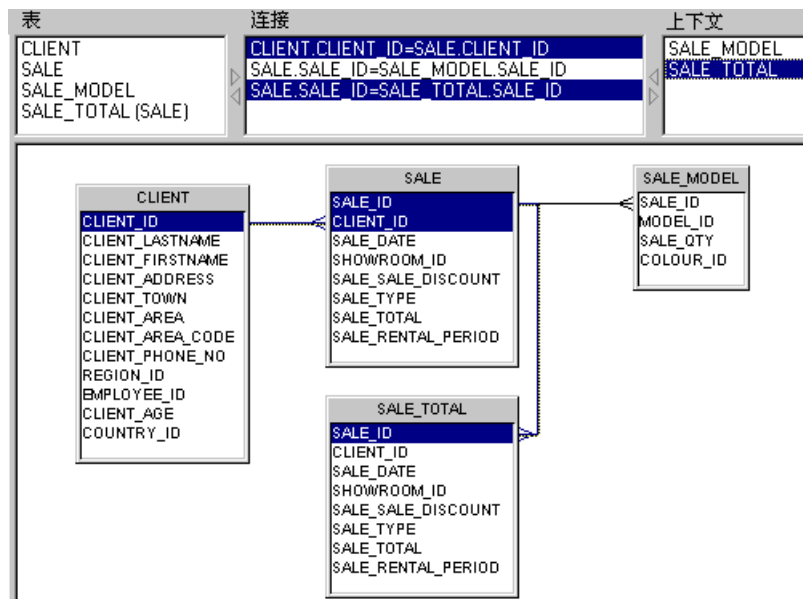 表
CLIENT
SALE
SALE_MODEL
SALE_TOTAL (SALE)
连接
CLIENT.CLIENT_ID=SALE.CLIENT_ID
SALE.SALE_ID=SALE_MODEL.SALE_ID
SALE.SALE_ID=SALE_TOTAL.SALE_ID
上下文
SALE_MODEL
SALE_TOTAL
CLIENT
CLIENT_ID
CLIENT_LASTNAME
CLIENT_FIRSTNAME
CLIENT_ADDRESS
CLIENT_TOWN
CLIENT_AREA
CLIENT_AREA_CODE
CLIENT_PHONE_NO
REGION_ID
EMPLOYEE_ID
CLIENT_AGE
COUNTRY_ID
SALE
SALE_ID
CLIENT_ID
SALE_DATE
SHOWROOM_ID
SALE_SALE_DISCOUNT
SALE_TYPE
SALE_TOTAL
SALE_RENTAL_PERIOD
SALE_MODEL
SALE_ID
MODEL_ID
SALE_QTY
COLOUR_ID
SALE_TOTAL
SALE_ID
CLIENT_ID
SALE_DATE
SHOWROOM_ID
SALE_SALE_DISCOUNT
SALE_TYPE
SALE_TOTAL
SALE_RENTAL_PERIOD